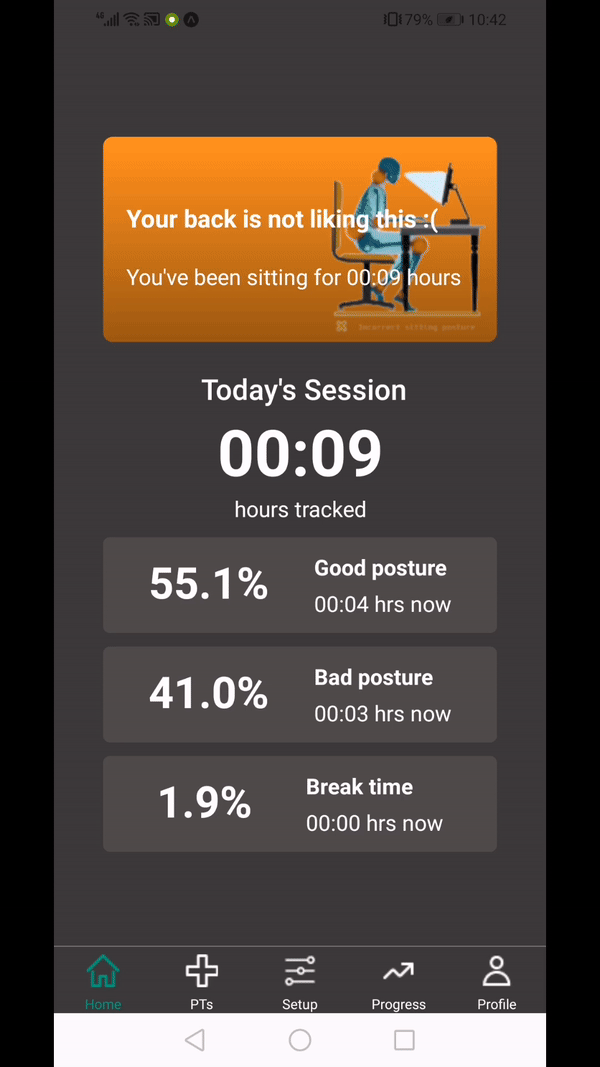 4G 79% 10:42
Your back is not liking this :(
You've been sitting for 00:09 hours
Incorrect sitting posture
Today's Session
00:09
hours tracked
55.1%
Good posture
00:04 hrs now
41.0%
Bad posture
00:03 hrs now
1.9%
Break time
00:00 hrs now
Home
PTs
Setup
Progress
Profile